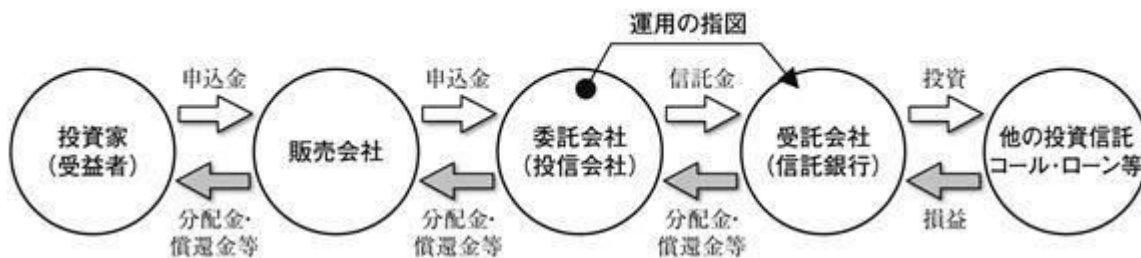 運用の指図
申込金
申込金
信託金
投資
投資家
(受益者)
販売会社
委託会社
(投信会社)
受託会社
(信託銀行)
他の投資信託
コール・ローン等
分配金・
償還金等
分配金・
償還金等
分配金・
償還金等
損益